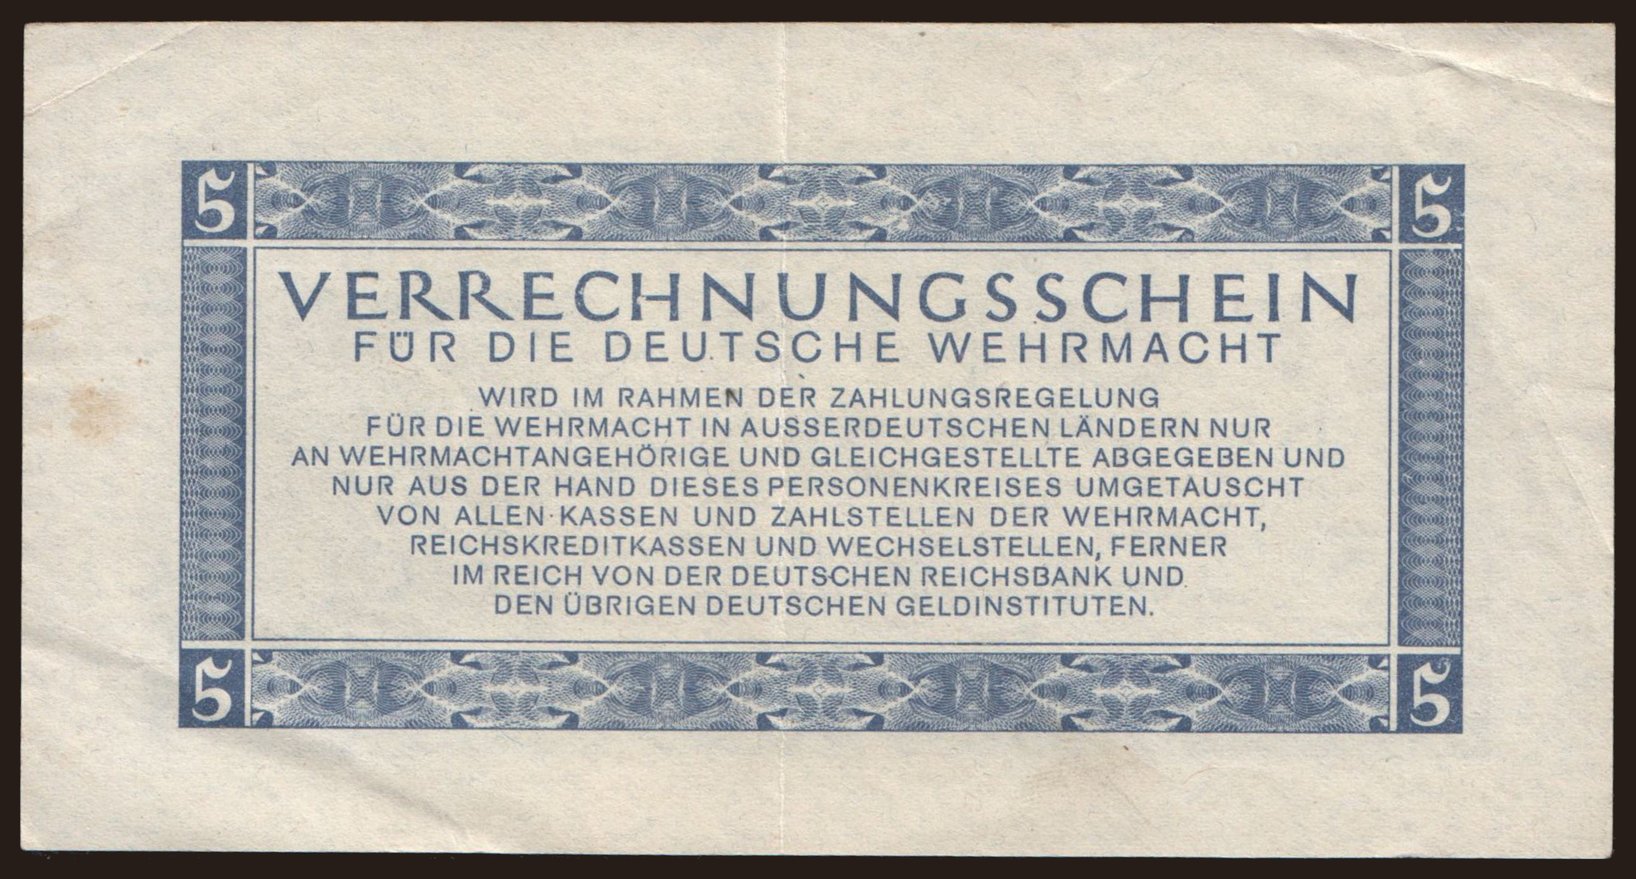 5 5
VERRECHNUNGSSCHEIN
FÜR DIE DEUTSCHE WEHRMACHT
WIRD IM RAHMEN DER ZAHLUNGSREGELUNG
FÜR DIE WEHRMACHT IN AUSSERDEUTSCHEN LÄNDERN NUR
AN WEHRMACHTANGEHÖRIGE UND GLEICHGESTELLTE ABGEGEBEN UND
NUR AUS DER HAND DIESES PERSONENKREISES UMGETAUSCHT
VON ALLEN KASSEN UND ZAHLSTELLEN DER WEHRMACHT,
REICHSKREDITKASSEN UND WECHSELSTELLEN, FERNER
IM REICH VON DER DEUTSCHEN REICHSBANK UND
DEN ÜBRIGEN DEUTSCHEN GELDINSTITUTEN.
5 5